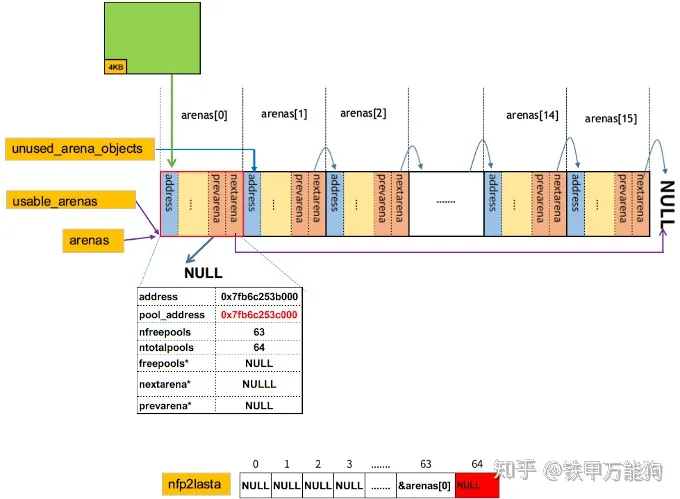 4KB
arenas[0]
arenas[1]
arenas[2]
arenas[14]
arenas[15]
unused_arena_objects
usable_arenas
arenas
address
...
prevarena
nextarena
address
...
prevarena
nextarena
address
...
prevarena
nextarena
.......
address
...
prevarena
nextarena
address
...
prevarena
nextarena
NULL
NULL
address 0x7fb6c253b000
pool_address 0x7fb6c253c000
nfreepools 63
ntotalpools 64
freepools* NULL
nextarena* NULLL
prevarena* NULL
0 1 2 3 ....... 63 64
nfp2lasta NULL NULL NULL NULL ....... &arenas[0] NULL
知乎 @铁甲万能狗